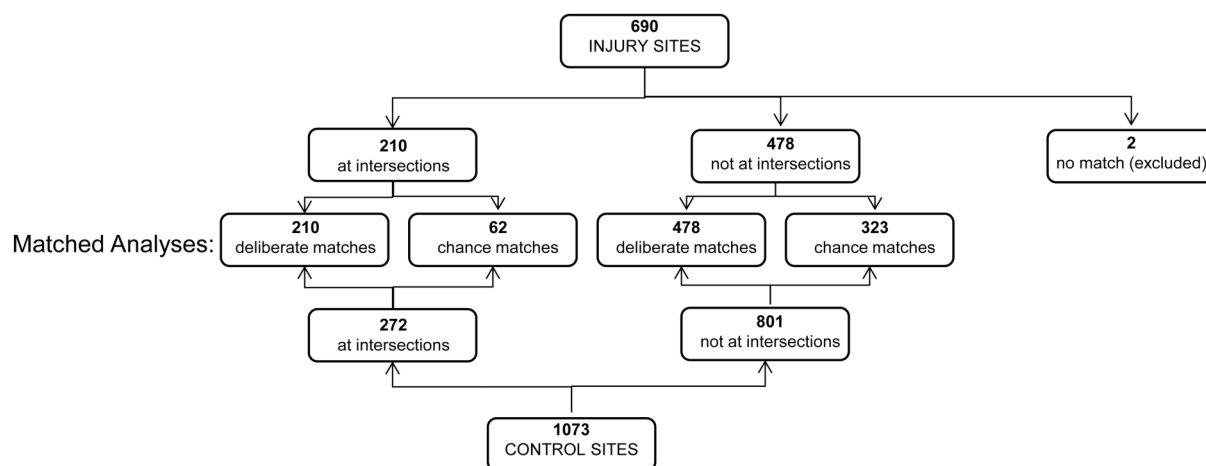 690
INJURY SITES
210
at intersections
478
not at intersections
2
no match (excluded)
Matched Analyses:
210
deliberate matches
62
chance matches
478
deliberate matches
323
chance matches
272
at intersections
801
not at intersections
1073
CONTROL SITES